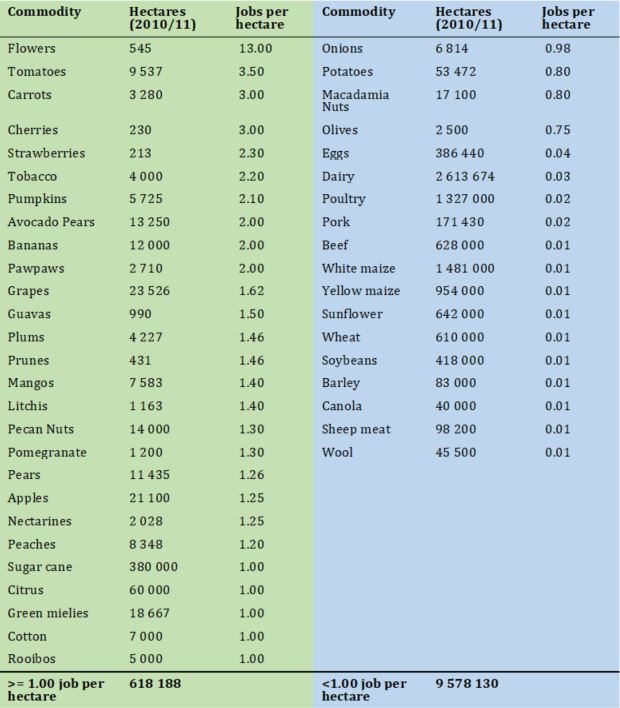 Commodity Hectares (2010/11) Jobs per hectare Commodity Hectares (2010/11) Jobs per hectare
Flowers 545 13.00 Onions 6 814 0.98
Tomatoes 9 537 3.50 Potatoes 53 472 0.80
Carrots 3 280 3.00 Macadamia Nuts 17 100 0.80
Cherries 230 3.00 Olives 2 500 0.75
Strawberries 213 2.30 Eggs 386 440 0.04
Tobacco 4 000 2.20 Dairy 2 613 674 0.03
Pumpkins 5 725 2.10 Poultry 1 327 000 0.02
Avocado Pears 13 250 2.00 Pork 171 430 0.02
Bananas 12 000 2.00 Beef 628 000 0.01
Pawpaws 2 710 2.00 White maize 1 481 000 0.01
Grapes 23 526 1.62 Yellow maize 954 000 0.01
Guavas 990 1.50 Sunflower 642 000 0.01
Plums 4 227 1.46 Wheat 610 000 0.01
Prunes 431 1.46 Soybeans 418 000 0.01
Mangos 7 583 1.40 Barley 83 000 0.01
Litchis 1 163 1.40 Canola 40 000 0.01
Pecan Nuts 14 000 1.30 Sheep meat 98 200 0.01
Pomegranate 1 200 1.30 Wool 45 500 0.01
Pears 11 435 1.26
Apples 21 100 1.25
Nectarines 2 028 1.25
Peaches 8 348 1.20
Sugar cane 380 000 1.00
Citrus 60 000 1.00
Green mielies 18 667 1.00
Cotton 7 000 1.00
Rooibos 5 000 1.00
>= 1.00 job per hectare 618 188 <1.00 job per hectare 9 578 130